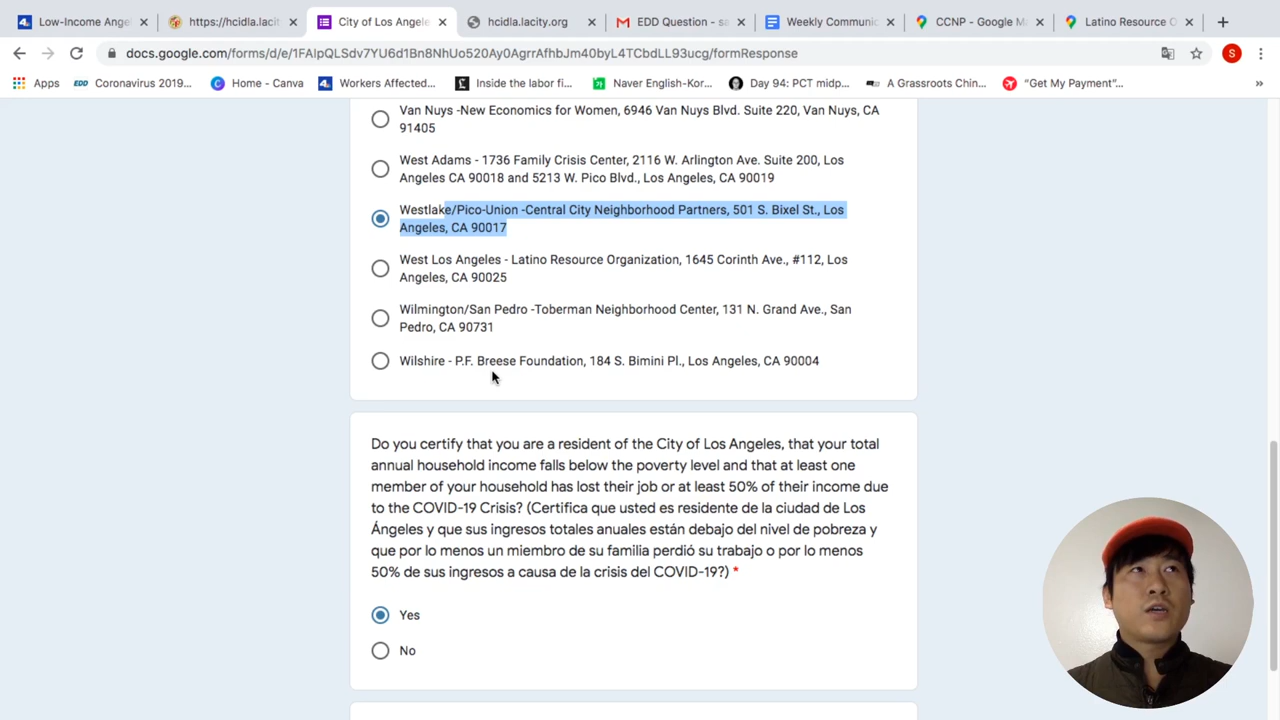 Low-Income Angel
https://hcidla.lacity
City of Los Angele
hcidla.lacity.org
EDD Question - sa
Weekly Communic
CCNP - Google Ma
Latino Resource O
docs.google.com/forms/d/e/1FAIpQLSdv7YU6d1Bn8NhUo520Ay0AgrrAfhbJm40byL4TCbdLL93ucg/formResponse
S
Apps
EDD Coronavirus 2019...
Home - Canva
Workers Affected...
Inside the labor fi...
Naver English-Kor...
Day 94: PCT midp...
A Grassroots Chin...
"Get My Payment"...
Van Nuys -New Economics for Women, 6946 Van Nuys Blvd. Suite 220, Van Nuys, CA
91405
West Adams - 1736 Family Crisis Center, 2116 W. Arlington Ave. Suite 200, Los
Angeles CA 90018 and 5213 W. Pico Blvd., Los Angeles, CA 90019
Westlake/Pico-Union -Central City Neighborhood Partners, 501 S. Bixel St., Los
Angeles, CA 90017
West Los Angeles - Latino Resource Organization, 1645 Corinth Ave., #112, Los
Angeles, CA 90025
Wilmington/San Pedro -Toberman Neighborhood Center, 131 N. Grand Ave., San
Pedro, CA 90731
Wilshire - P.F. Breese Foundation, 184 S. Bimini Pl., Los Angeles, CA 90004
Do you certify that you are a resident of the City of Los Angeles, that your total
annual household income falls below the poverty level and that at least one
member of your household has lost their job or at least 50% of their income due
to the COVID-19 Crisis? (Certifica que usted es residente de la ciudad de Los
Ángeles y que sus ingresos totales anuales están debajo del nivel de pobreza y
que por lo menos un miembro de su familia perdió su trabajo o por lo menos
50% de sus ingresos a causa de la crisis del COVID-19?) *
Yes
No